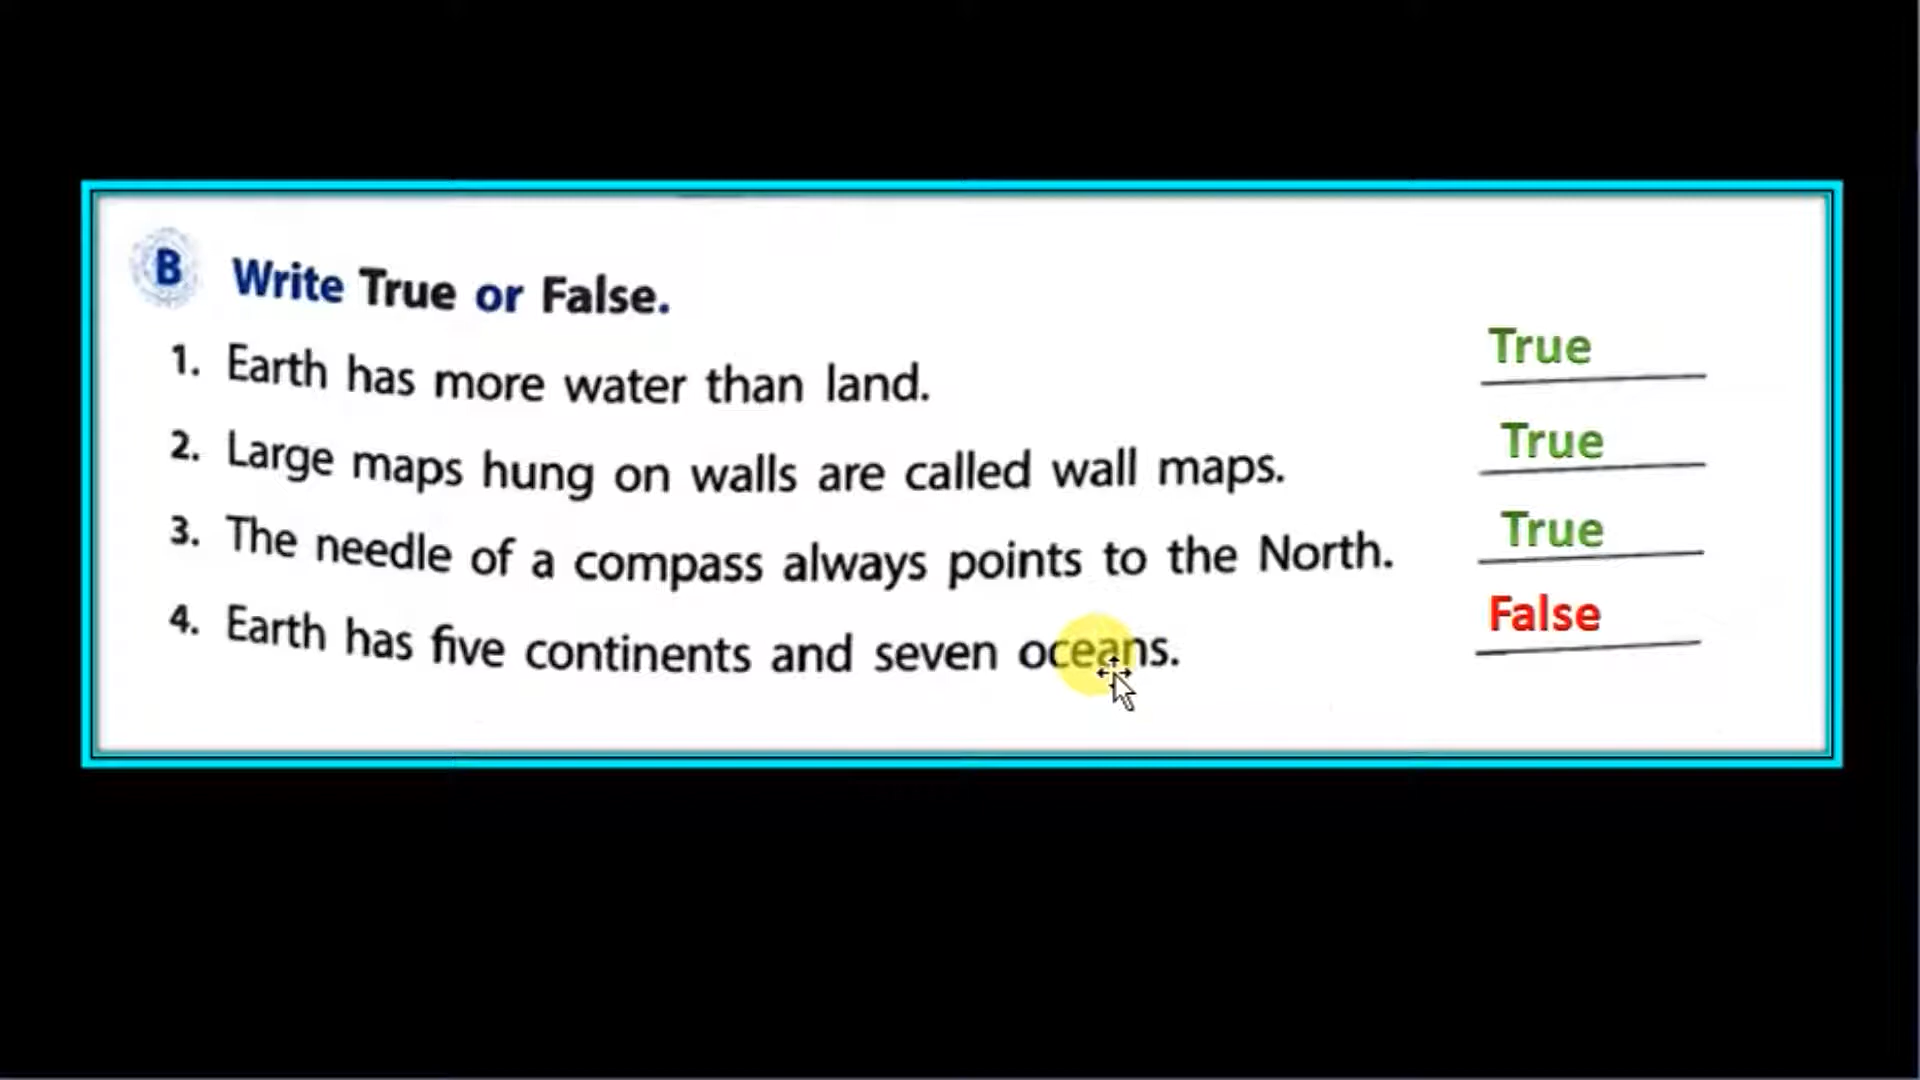 B Write True or False.
1. Earth has more water than land. True
2. Large maps hung on walls are called wall maps. True
3. The needle of a compass always points to the North. True
4. Earth has five continents and seven oceans. False